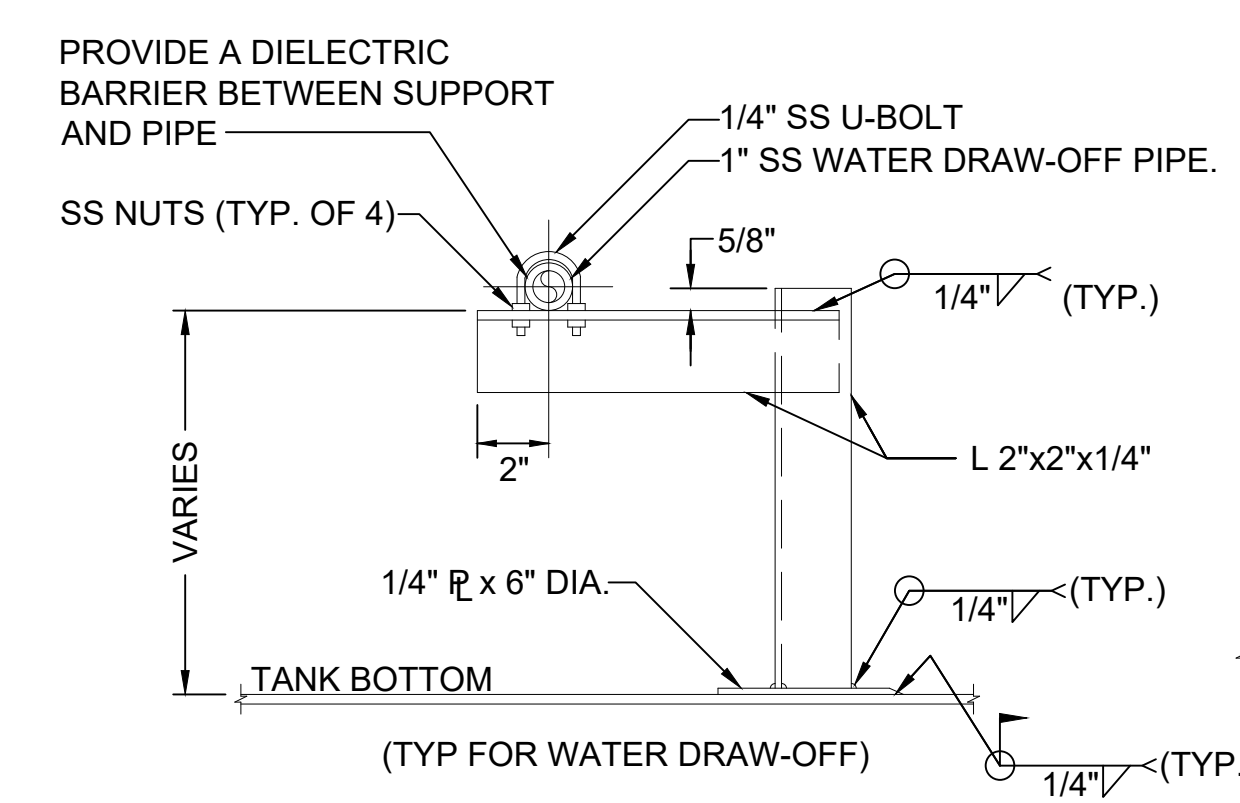 PROVIDE A DIELECTRIC
BARRIER BETWEEN SUPPORT
AND PIPE
1/4" SS U-BOLT
1" SS WATER DRAW-OFF PIPE.
SS NUTS (TYP. OF 4)
5/8"
1/4"
(TYP.)
2"
L 2"x2"x1/4"
VARIES
1/4" ℄ x 6" DIA.
1/4"
(TYP.)
TANK BOTTOM
(TYP FOR WATER DRAW-OFF)
1/4"
(TYP.